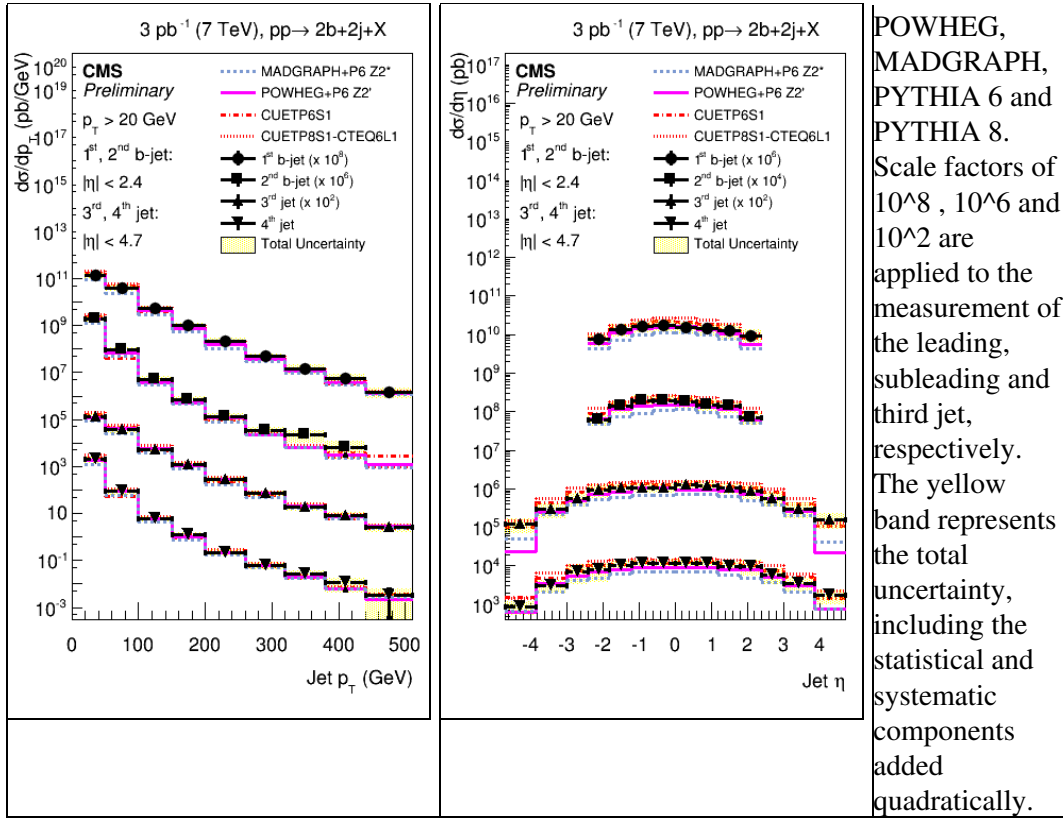 3 pb⁻¹ (7 TeV), pp→ 2b+2j+X
dσ/dp_T (pb/GeV)
10²⁰
10¹⁹
10¹⁷
10¹⁵
10¹³
10¹¹
10⁹
10⁷
10⁵
10³
10
10⁻¹
10⁻³
CMS
Preliminary
p_T > 20 GeV
1ˢᵗ, 2ⁿᵈ b-jet:
|η| < 2.4
3ʳᵈ, 4ᵗʰ jet:
|η| < 4.7
MADGRAPH+P6 Z2*
POWHEG+P6 Z2'
CUETP6S1
CUETP8S1-CTEQ6L1
1ˢᵗ b-jet (x 10⁸)
2ⁿᵈ b-jet (x 10⁶)
3ʳᵈ jet (x 10²)
4ᵗʰ jet
Total Uncertainty
0 100 200 300 400 500
Jet p_T (GeV)
3 pb⁻¹ (7 TeV), pp→ 2b+2j+X
dσ/dη (pb)
10¹⁷
10¹⁶
10¹⁵
10¹⁴
10¹³
10¹²
10¹¹
10¹⁰
10⁹
10⁸
10⁷
10⁶
10⁵
10⁴
10³
CMS
Preliminary
p_T > 20 GeV
1ˢᵗ, 2ⁿᵈ b-jet:
|η| < 2.4
3ʳᵈ, 4ᵗʰ jet:
|η| < 4.7
MADGRAPH+P6 Z2*
POWHEG+P6 Z2'
CUETP6S1
CUETP8S1-CTEQ6L1
1ˢᵗ b-jet (x 10⁶)
2ⁿᵈ b-jet (x 10⁴)
3ʳᵈ jet (x 10²)
4ᵗʰ jet
Total Uncertainty
-4 -3 -2 -1 0 1 2 3 4
Jet η
POWHEG,
MADGRAPH,
PYTHIA 6 and
PYTHIA 8.
Scale factors of
10^8 , 10^6 and
10^2 are
applied to the
measurement of
the leading,
subleading and
third jet,
respectively.
The yellow
band represents
the total
uncertainty,
including the
statistical and
systematic
components
added
quadratically.